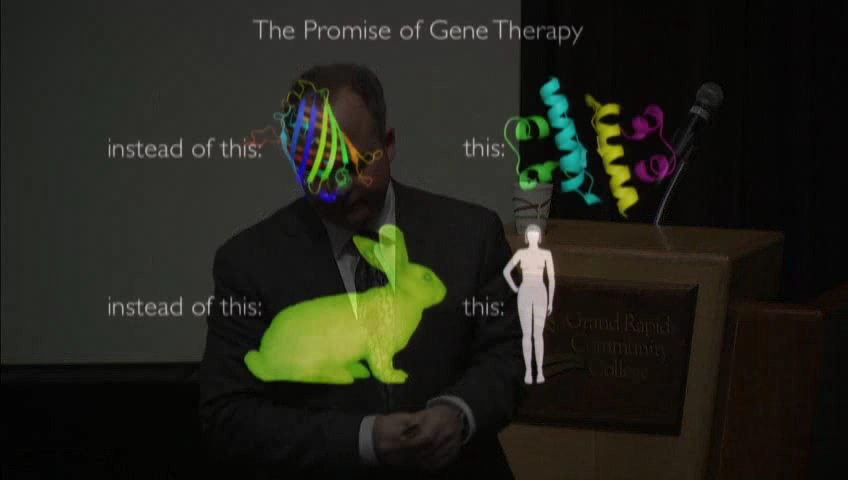 The Promise of Gene Therapy
instead of this:
this:
instead of this:
this:
Grand Rapids
Community
College